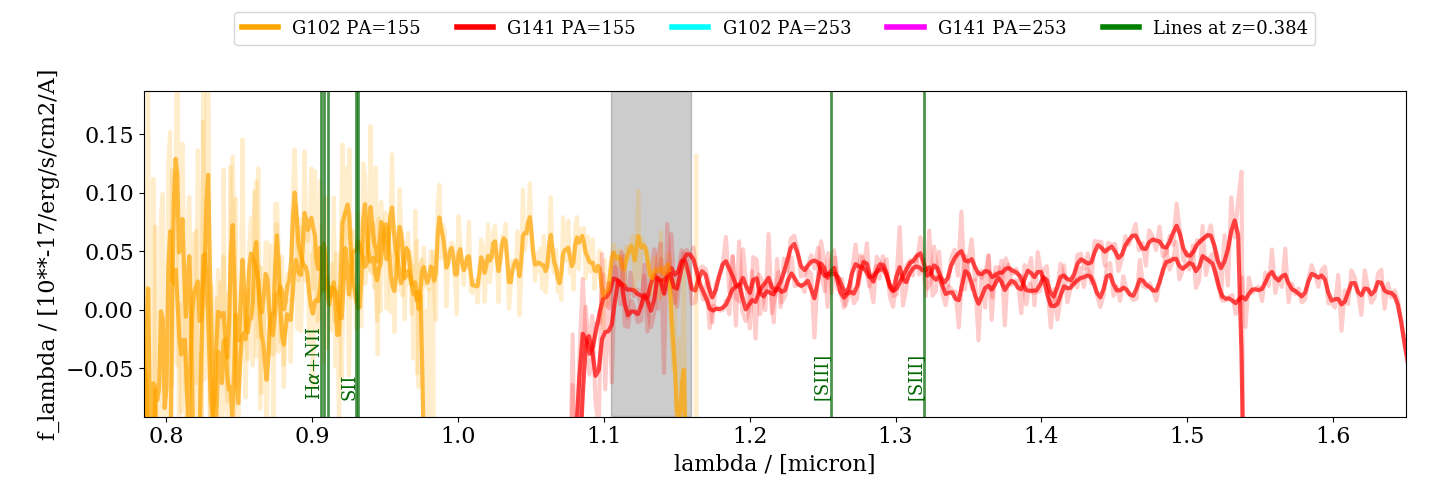 G102 PA=155 G141 PA=155 G102 PA=253 G141 PA=253 Lines at z=0.384
f_lambda / [10**-17/erg/s/cm2/A]
0.15
0.10
0.05
0.00
−0.05
Hα+NII
SII
[SIII]
[SIII]
0.8 0.9 1.0 1.1 1.2 1.3 1.4 1.5 1.6
lambda / [micron]